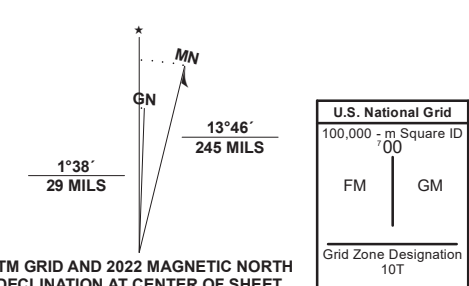 ★
MN
GN
13°46´
245 MILS
1°38´
29 MILS
TM GRID AND 2022 MAGNETIC NORTH
DECLINATION AT CENTER OF SHEET
U.S. National Grid
100,000 - m Square ID
⁷00
FM GM
Grid Zone Designation
10T